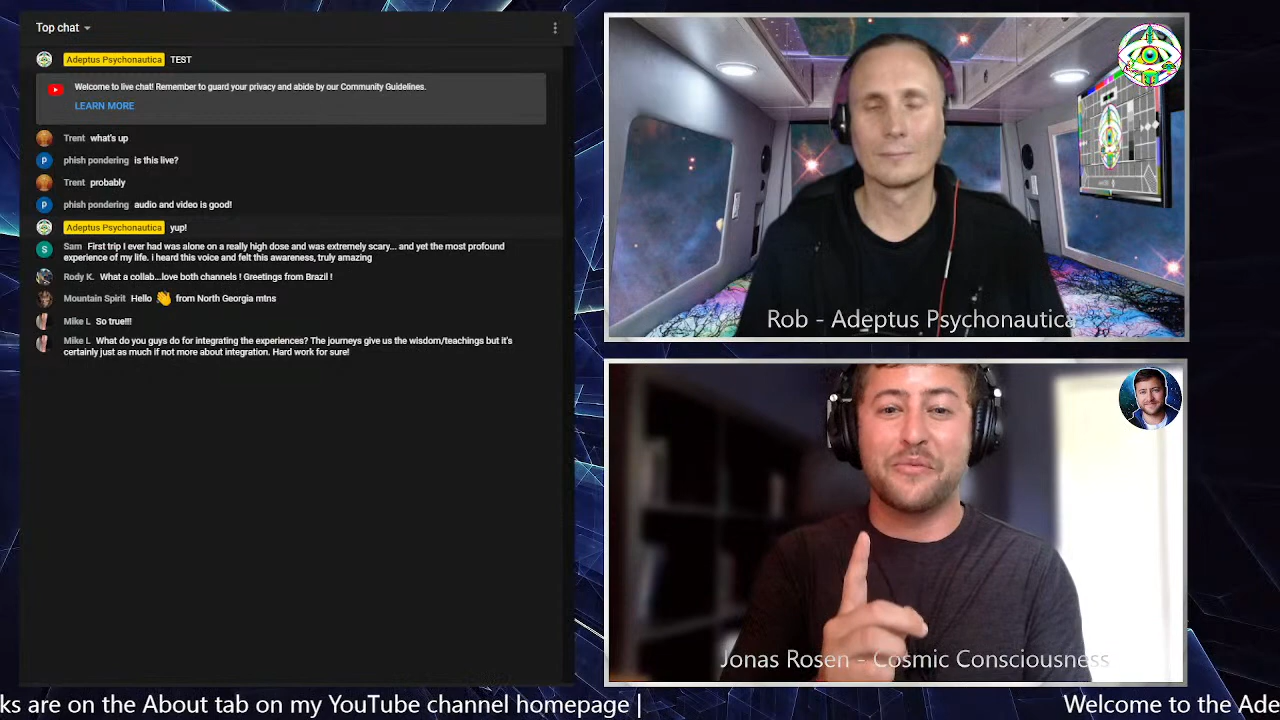 Top chat
Adeptus Psychonautica TEST
Welcome to live chat! Remember to guard your privacy and abide by our Community Guidelines.
LEARN MORE
Trent what's up
P phish pondering is this live?
Trent probably
P phish pondering audio and video is good!
Adeptus Psychonautica yup!
S Sam First trip I ever had was alone on a really high dose and was extremely scary... and yet the most profound
experience of my life. i heard this voice and felt this awareness, truly amazing
Rody K. What a collab...love both channels ! Greetings from Brazil !
Mountain Spirit Hello 👋 from North Georgia mtns
Mike L So true!!!
Mike L What do you guys do for integrating the experiences? The journeys give us the wisdom/teachings but it's
certainly just as much if not more about integration. Hard work for sure!
Rob - Adeptus Psychonautica
Jonas Rosen - Cosmic Consciousness
ks are on the About tab on my YouTube channel homepage |
Welcome to the Ade